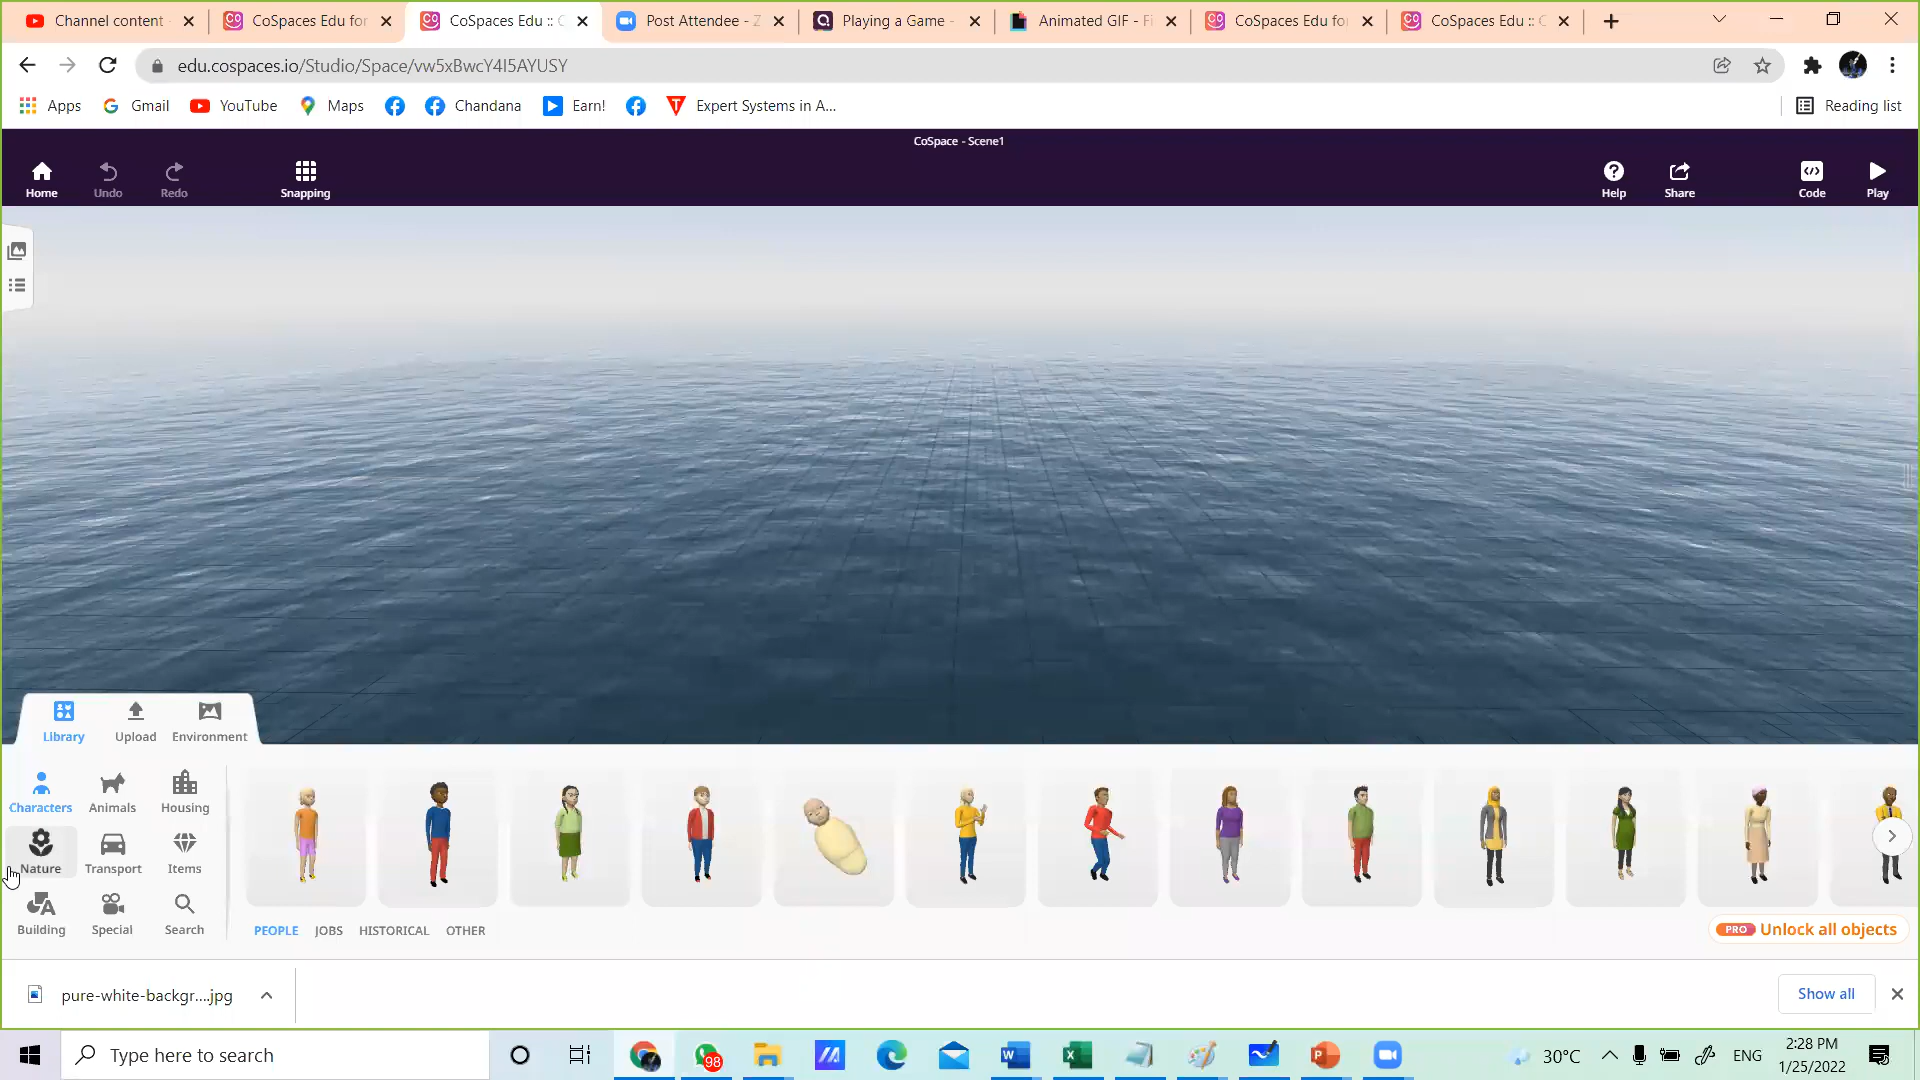 Channel content
CoSpaces Edu for
CoSpaces Edu :: C
Post Attendee - Z
Playing a Game -
Animated GIF - Fi
CoSpaces Edu for
CoSpaces Edu :: C
edu.cospaces.io/Studio/Space/vw5xBwcY4I5AYUSY
Apps
Gmail
YouTube
Maps
Chandana
Earn!
Expert Systems in A...
Reading list
CoSpace - Scene1
Home
Undo
Redo
Snapping
Help
Share
Code
Play
Library
Upload
Environment
Characters
Animals
Housing
Nature
Transport
Items
Building
Special
Search
PEOPLE
JOBS
HISTORICAL
OTHER
PRO Unlock all objects
pure-white-backgr....jpg
Show all
Type here to search
98
30°C
ENG
2:28 PM
1/25/2022